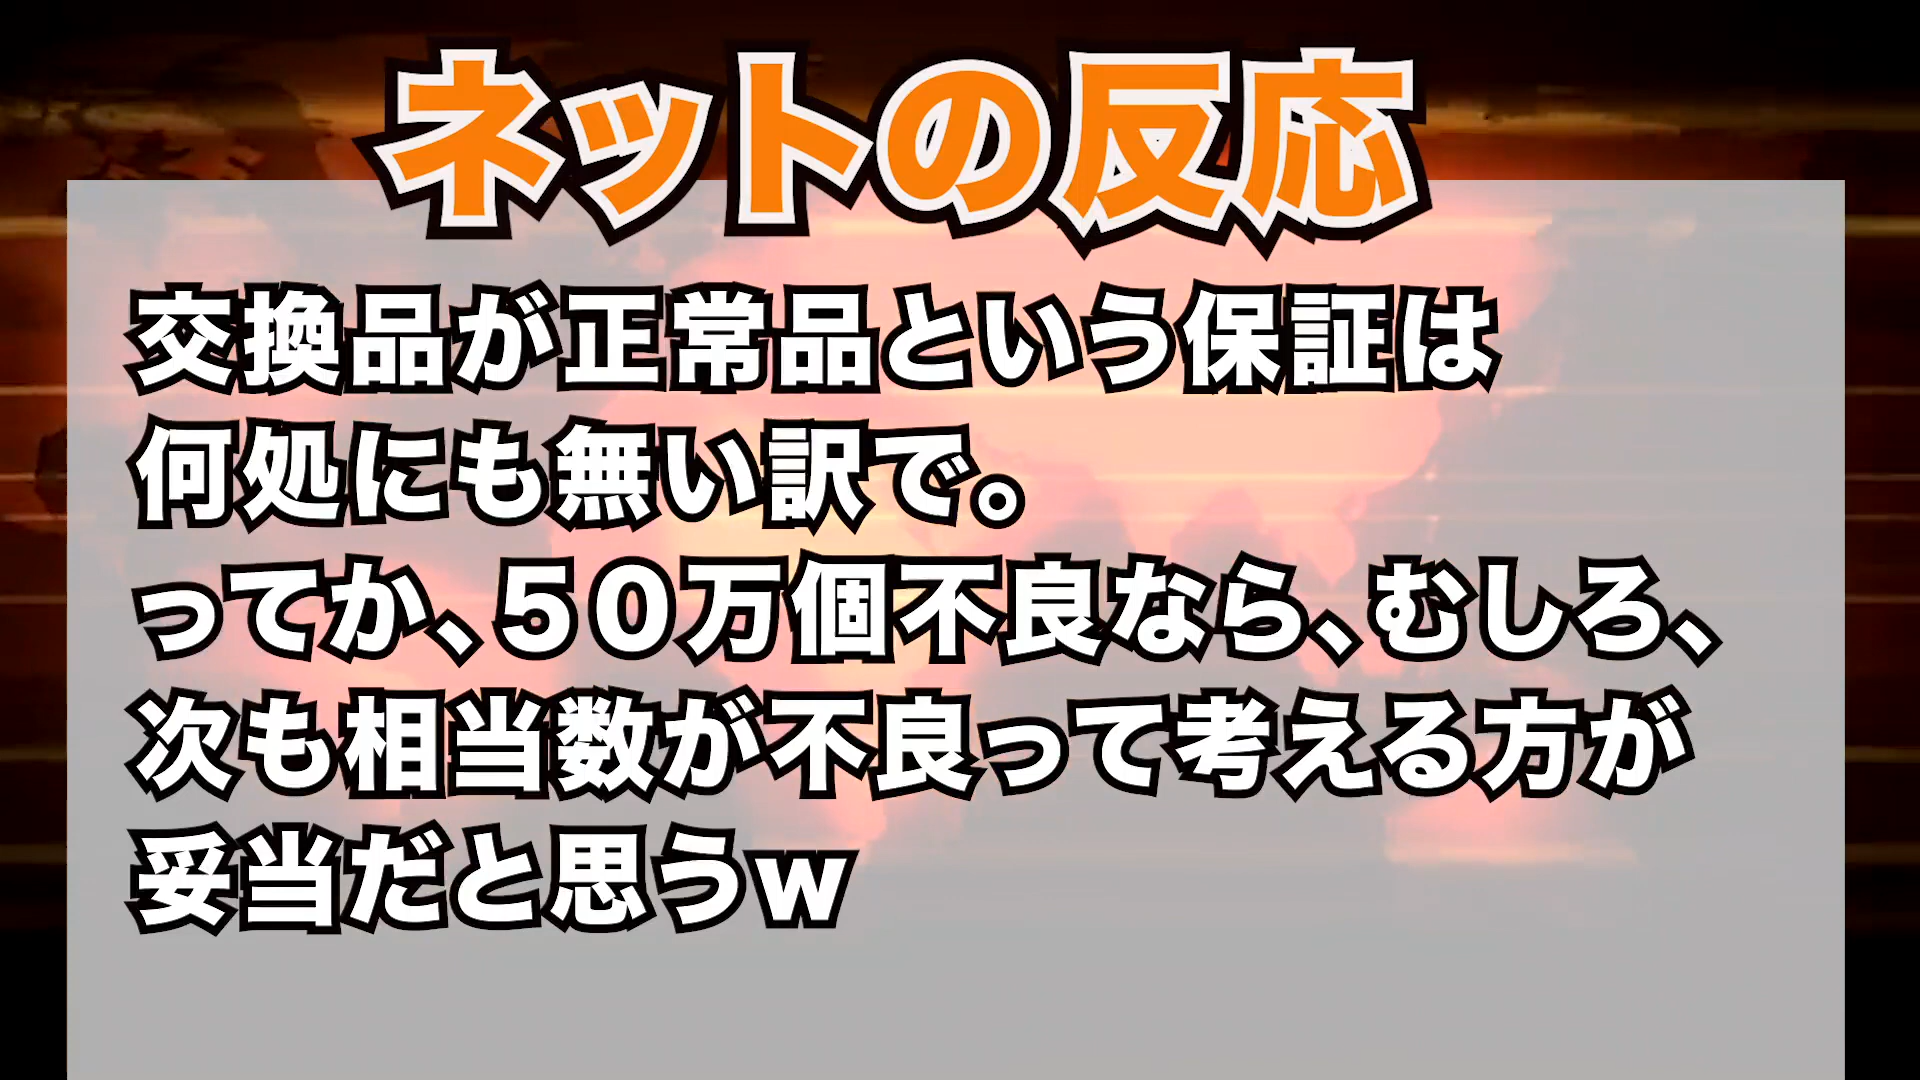 ネットの反応
交換品が正常品という保証は
何処にも無い訳で。
ってか、５０万個不良なら、むしろ、
次も相当数が不良って考える方が
妥当だと思うw